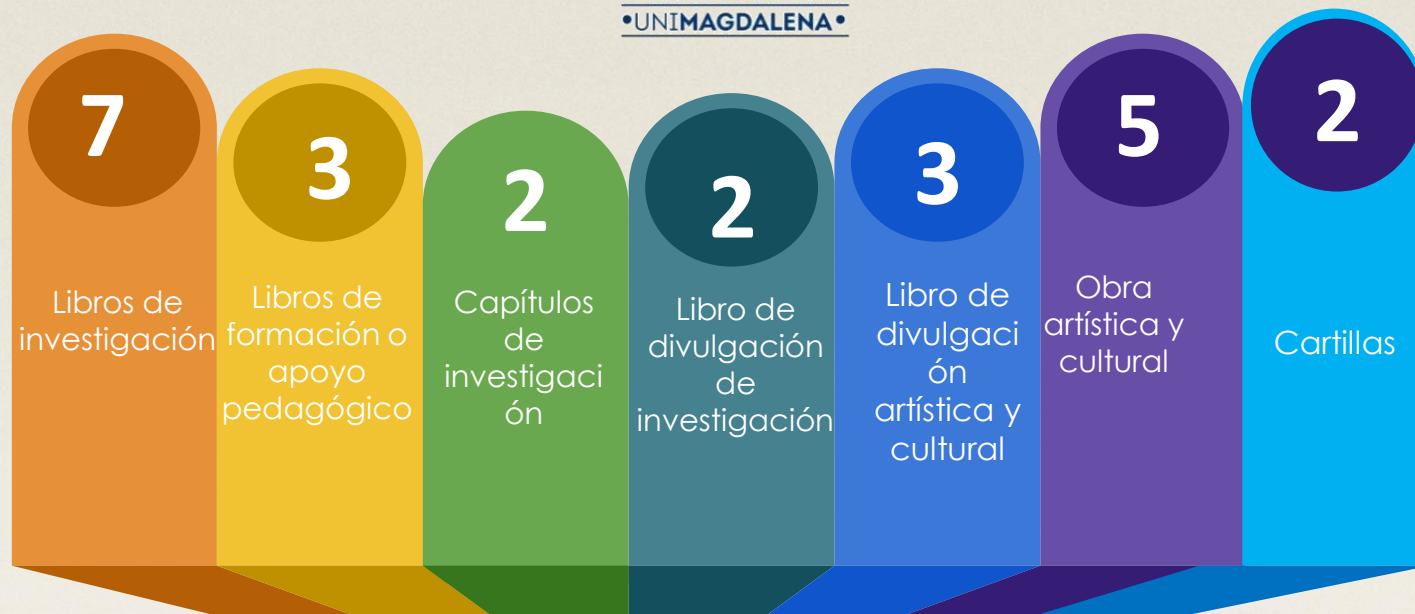 •UNIMAGDALENA•
7
Libros de
investigación
3
Libros de
formación o
apoyo
pedagógico
2
Capítulos
de
investigaci
ón
2
Libro de
divulgación
de
investigación
3
Libro de
divulgaci
ón
artística y
cultural
5
Obra
artística y
cultural
2
Cartillas